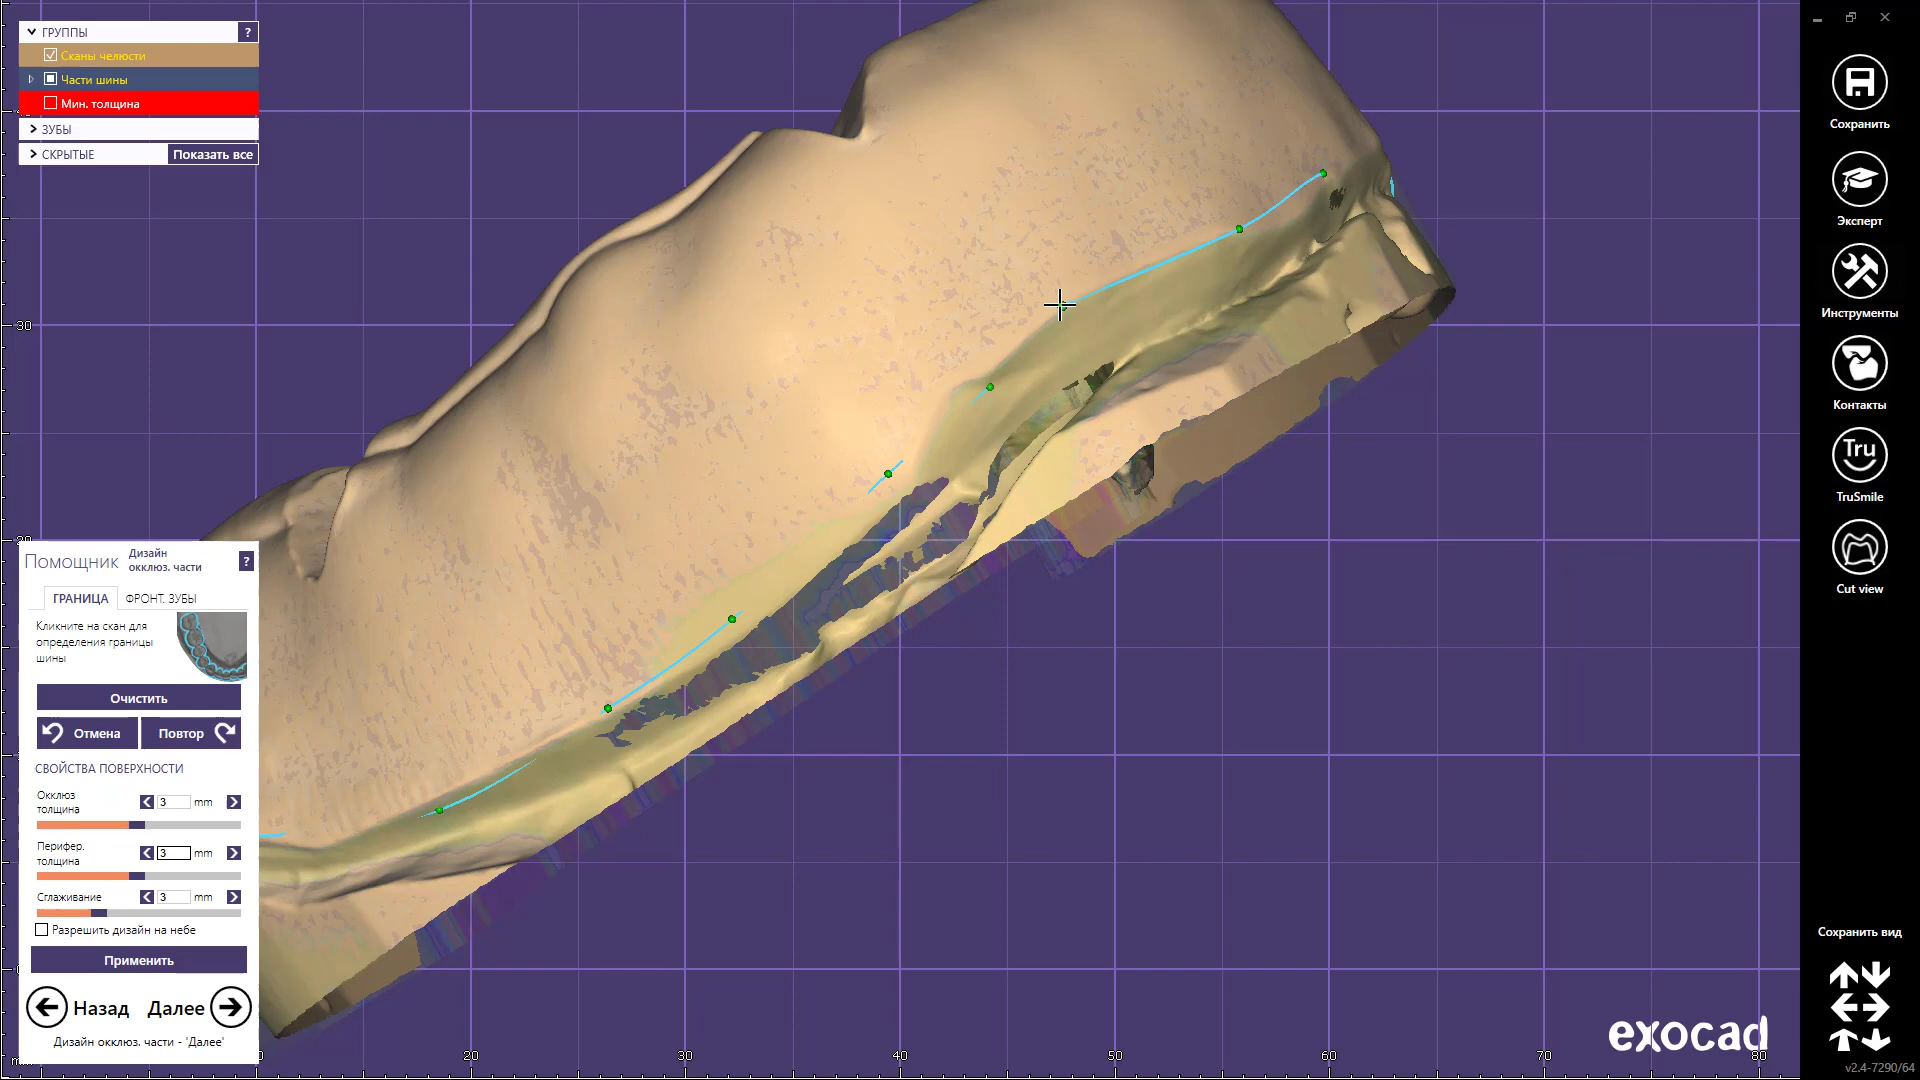 ГРУППЫ
?
Сканы челюсти
Части шины
Мин. толщина
ЗУБЫ
СКРЫТЫЕ
Показать все
30
Помощник
Дизайн
окклюз. части
?
ГРАНИЦА
ФРОНТ. ЗУБЫ
Кликните на скан для
определения границы
шины
Очистить
Отмена
Повтор
СВОЙСТВА ПОВЕРХНОСТИ
Окклюз
толщина
3 mm
Перифер.
толщина
3 mm
Сглаживание
3 mm
Разрешить дизайн на небе
Применить
Назад
Далее
Дизайн окклюз. части - 'Далее'
20
30
40
50
60
70
80
Сохранить
Эксперт
Инструменты
Контакты
Tru
TruSmile
Cut view
Сохранить вид
exocad
v2.4-7290/64